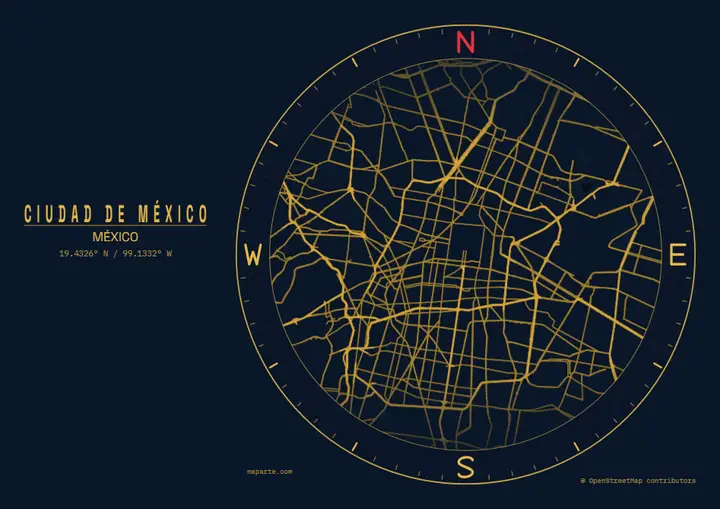 CIUDAD DE MÉXICO
MÉXICO
19.4326° N / 99.1332° W
N
W
E
S
maparte.com
© OpenStreetMap contributors